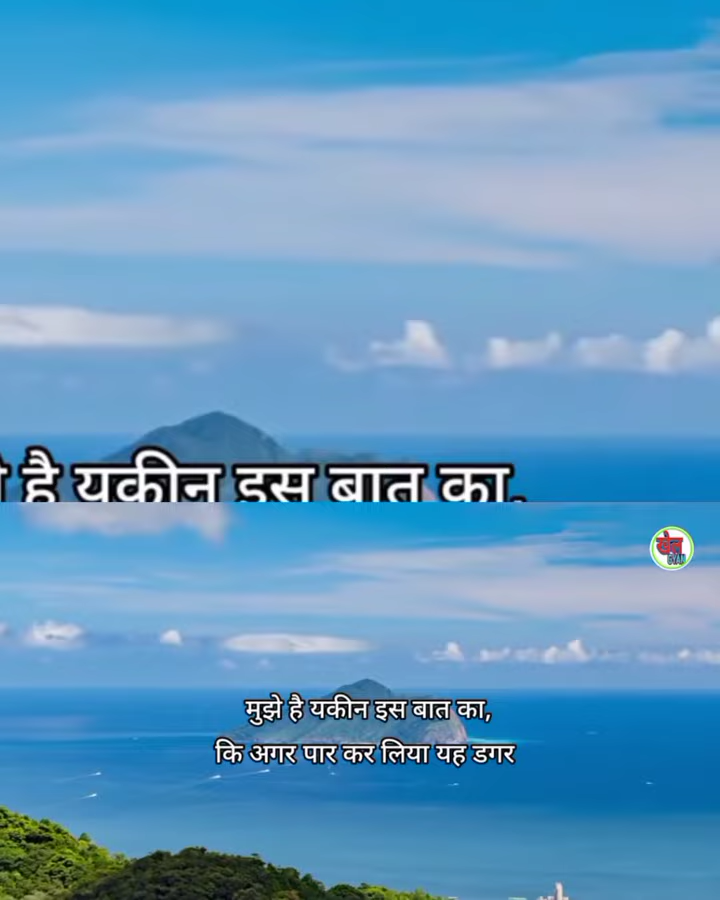 है यकीन इस बात का,
खेल
मुझे है यकीन इस बात का,
कि अगर पार कर लिया यह डगर